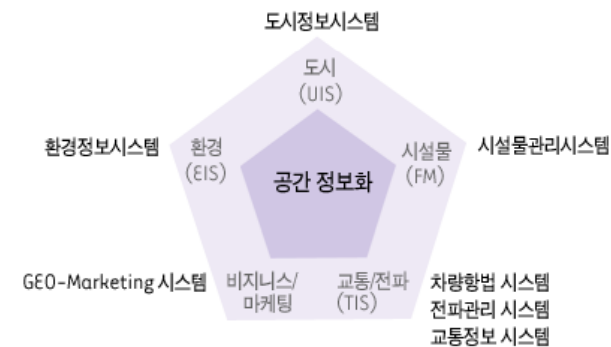 도시정보시스템
도시
(UIS)
환경정보시스템
환경
(EIS)
공간 정보화
시설물
(FM)
시설물관리시스템
GEO-Marketing 시스템
비지니스/
마케팅
교통/전파
(TIS)
차량항법 시스템
전파관리 시스템
교통정보 시스템